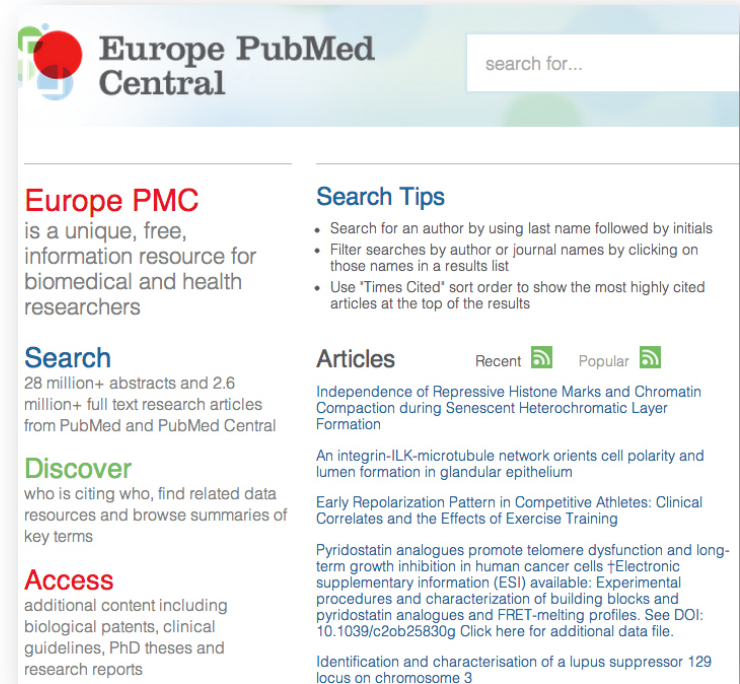 Europe PubMed
Central
search for...
Europe PMC
is a unique, free,
information resource for
biomedical and health
researchers
Search
28 million+ abstracts and 2.6
million+ full text research articles
from PubMed and PubMed Central
Discover
who is citing who, find related data
resources and browse summaries of
key terms
Access
additional content including
biological patents, clinical
guidelines, PhD theses and
research reports
Search Tips
• Search for an author by using last name followed by initials
• Filter searches by author or journal names by clicking on
those names in a results list
• Use "Times Cited" sort order to show the most highly cited
articles at the top of the results
Articles Recent Popular
Independence of Repressive Histone Marks and Chromatin
Compaction during Senescent Heterochromatic Layer
Formation
An integrin-ILK-microtubule network orients cell polarity and
lumen formation in glandular epithelium
Early Repolarization Pattern in Competitive Athletes: Clinical
Correlates and the Effects of Exercise Training
Pyridostatin analogues promote telomere dysfunction and long-
term growth inhibition in human cancer cells †Electronic
supplementary information (ESI) available: Experimental
procedures and characterization of building blocks and
pyridostatin analogues and FRET-melting profiles. See DOI:
10.1039/c2ob25830g Click here for additional data file.
Identification and characterisation of a lupus suppressor 129
locus on chromosome 3